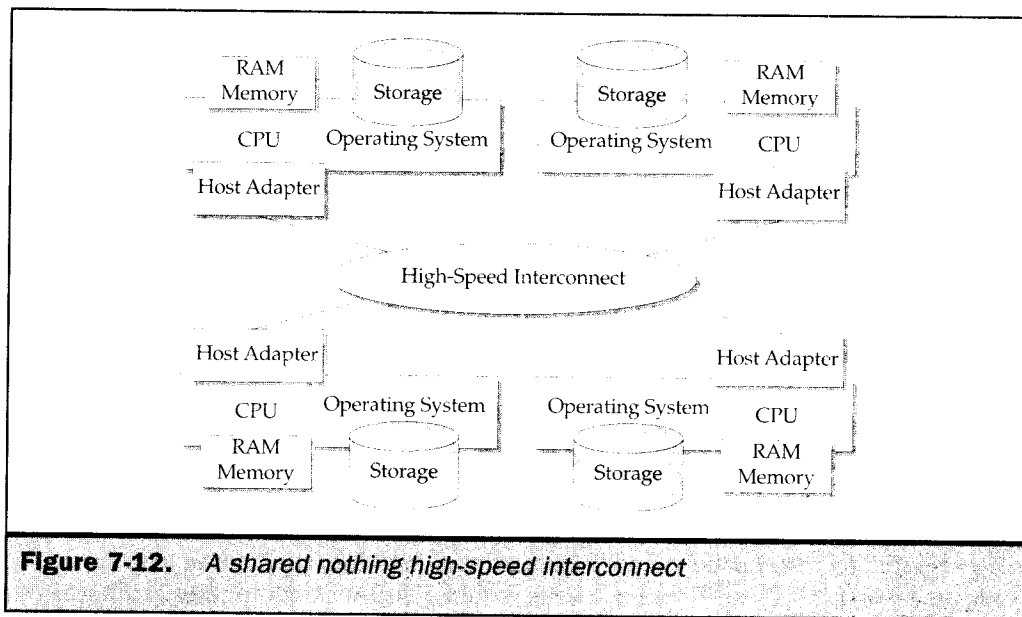 RAM
Memory
Storage
CPU
Operating System
Host Adapter
Storage
RAM
Memory
Operating System
CPU
Host Adapter
High-Speed Interconnect
Host Adapter
CPU
Operating System
RAM
Memory
Storage
Host Adapter
Operating System
CPU
Storage
RAM
Memory
Figure 7-12. A shared nothing high-speed interconnect